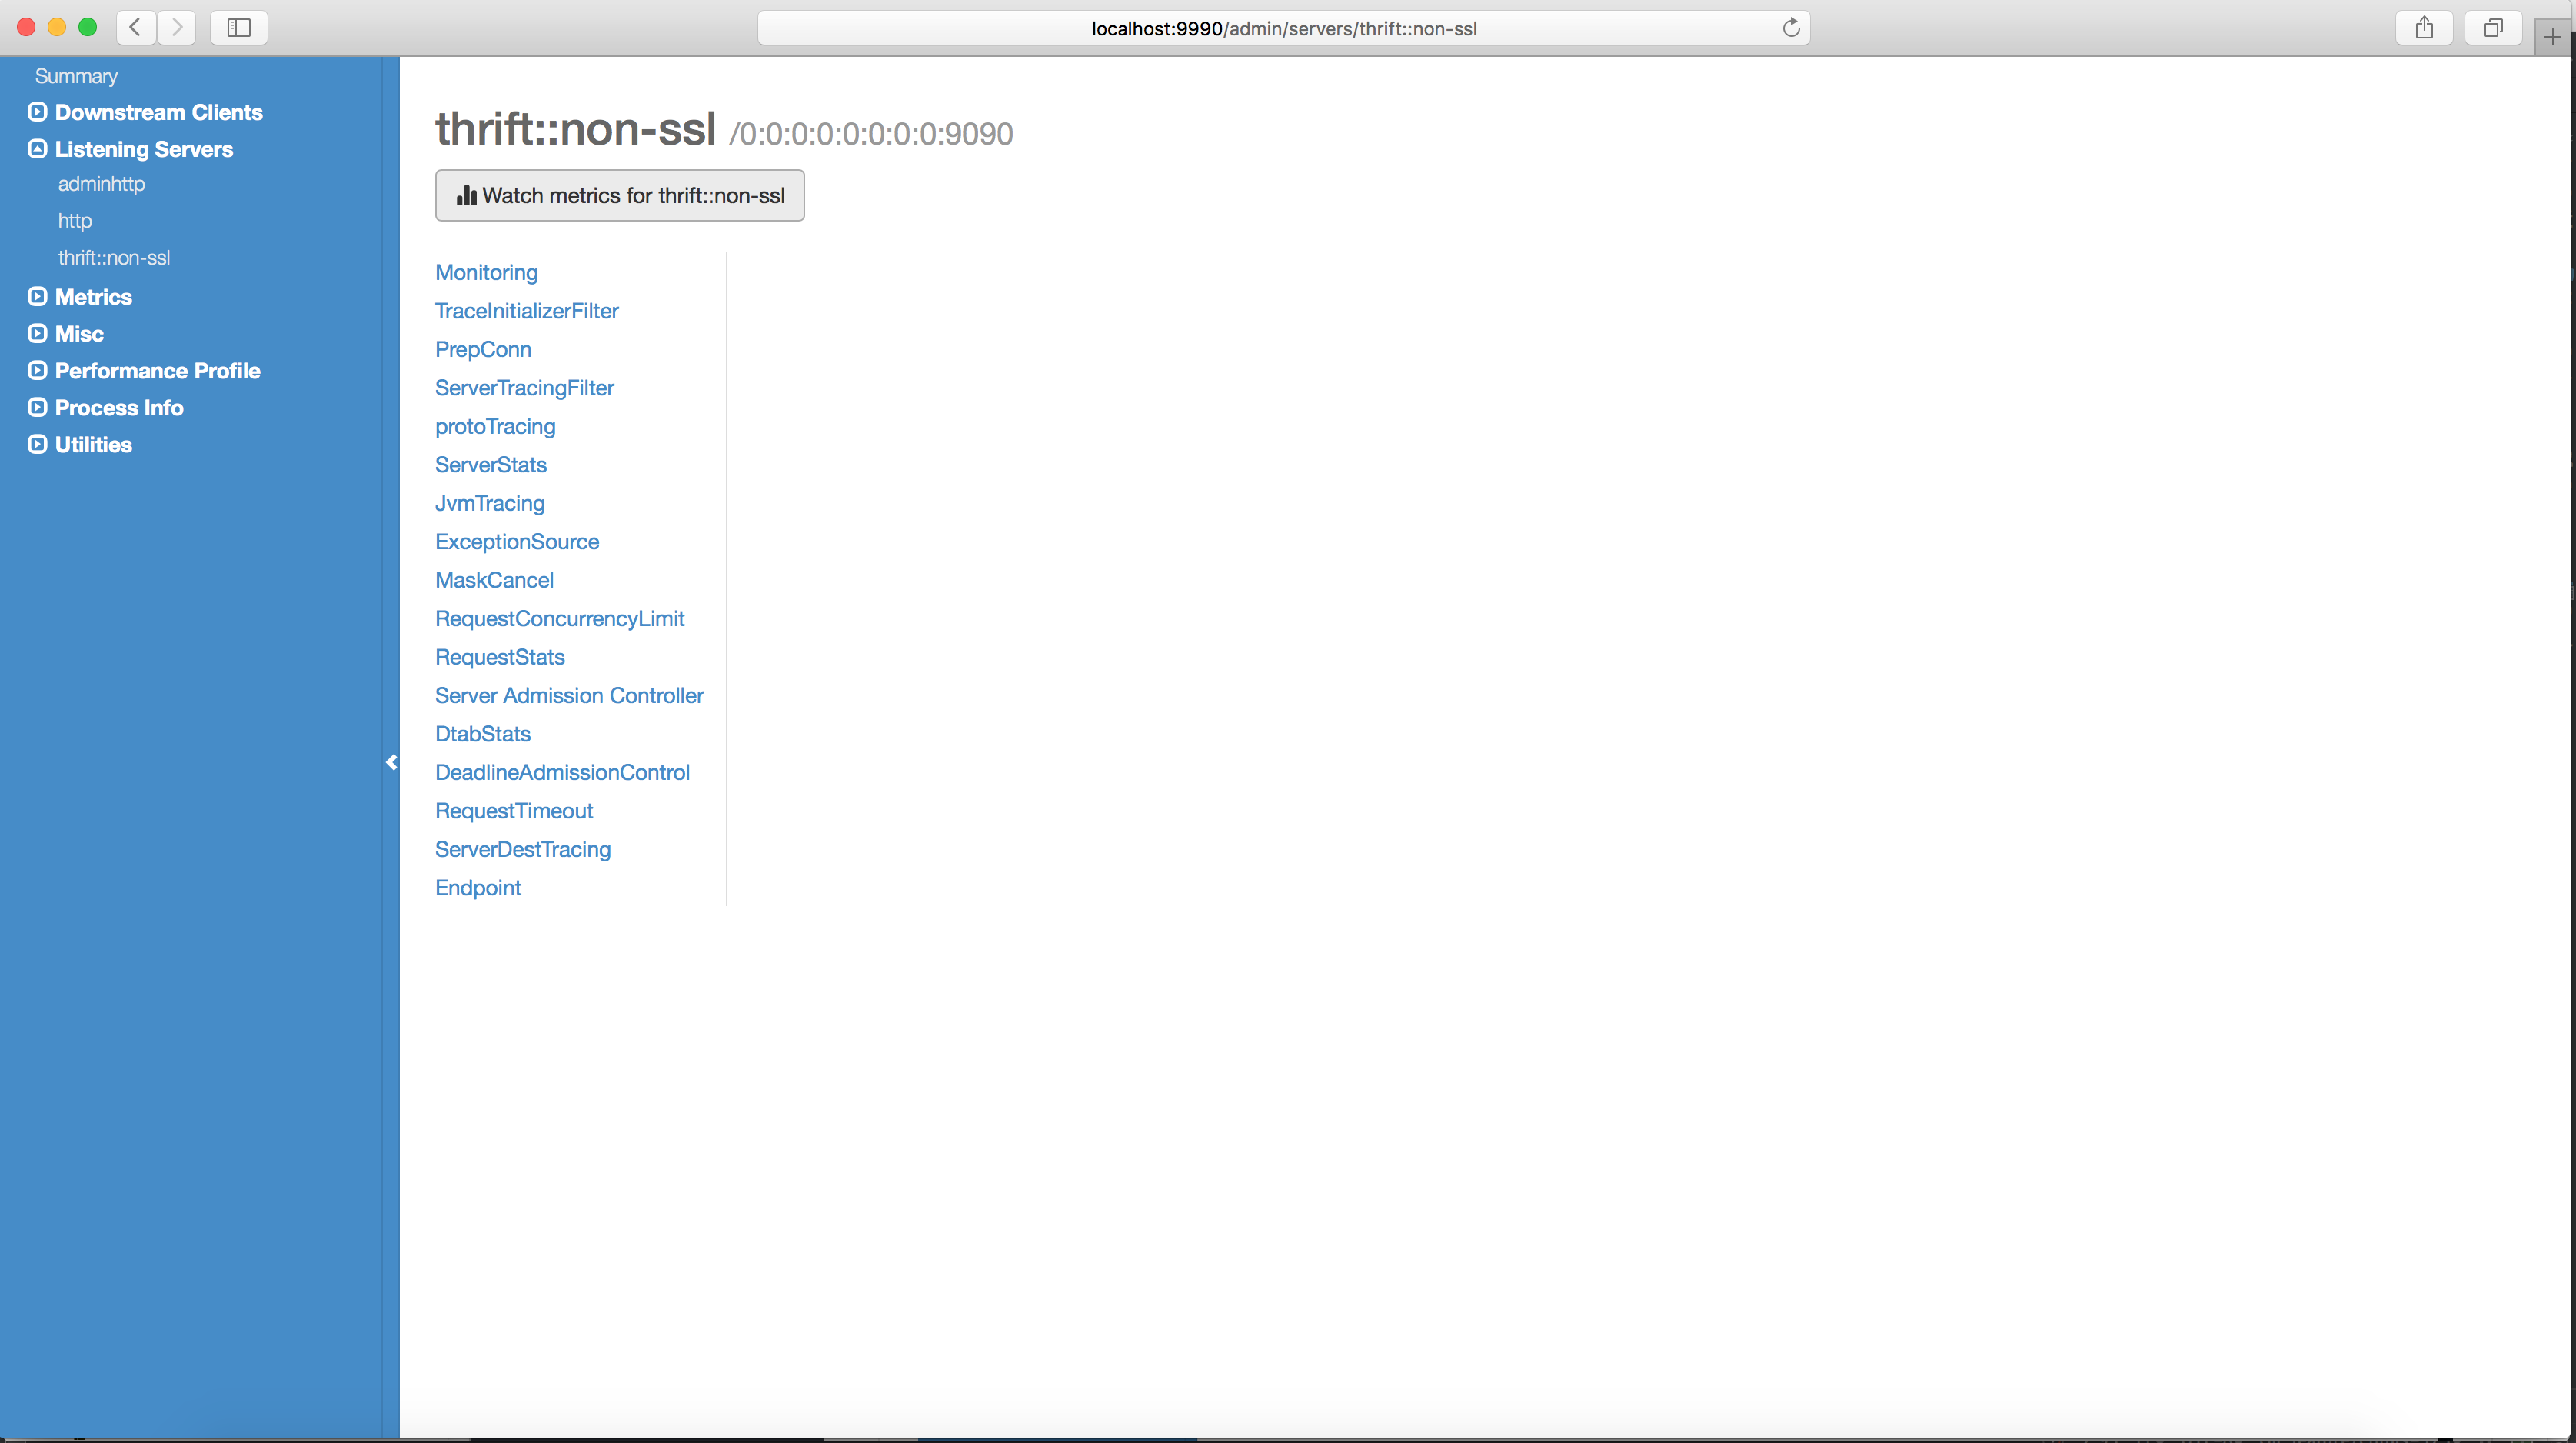 localhost:9990/admin/servers/thrift::non-ssl
Summary
Downstream Clients
Listening Servers
adminhttp
http
thrift::non-ssl
Metrics
Misc
Performance Profile
Process Info
Utilities
thrift::non-ssl /0:0:0:0:0:0:0:0:9090
Watch metrics for thrift::non-ssl
Monitoring
TraceInitializerFilter
PrepConn
ServerTracingFilter
protoTracing
ServerStats
JvmTracing
ExceptionSource
MaskCancel
RequestConcurrencyLimit
RequestStats
Server Admission Controller
DtabStats
DeadlineAdmissionControl
RequestTimeout
ServerDestTracing
Endpoint